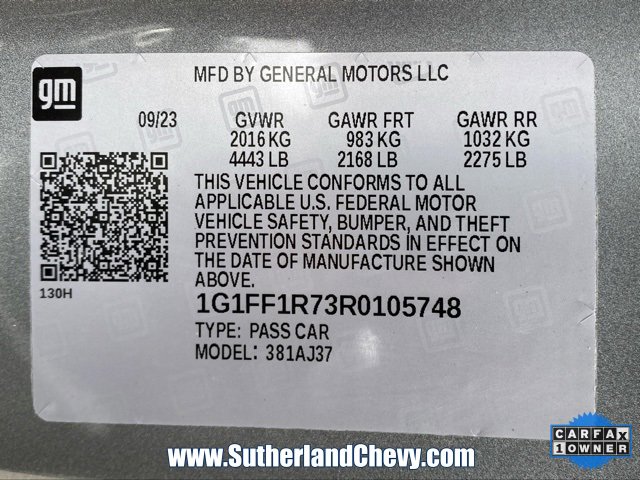 gm
MFD BY GENERAL MOTORS LLC
09/23 GVWR GAWR FRT GAWR RR
2016 KG 983 KG 1032 KG
4443 LB 2168 LB 2275 LB
THIS VEHICLE CONFORMS TO ALL
APPLICABLE U.S. FEDERAL MOTOR
VEHICLE SAFETY, BUMPER, AND THEFT
PREVENTION STANDARDS IN EFFECT ON
THE DATE OF MANUFACTURE SHOWN
ABOVE.
130H
1G1FF1R73R0105748
TYPE: PASS CAR
MODEL: 381AJ37
www.SutherlandChevy.com
CARFAX
1 OWNER